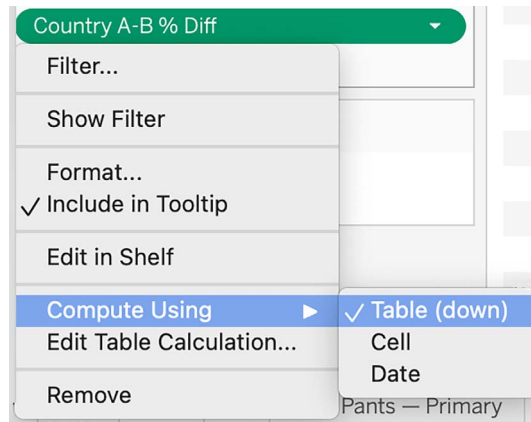 Country A-B % Diff
Filter...
Show Filter
Format...
✓ Include in Tooltip
Edit in Shelf
Compute Using ▶
✓ Table (down)
Edit Table Calculation...
Cell
Date
Remove
Pants — Primary